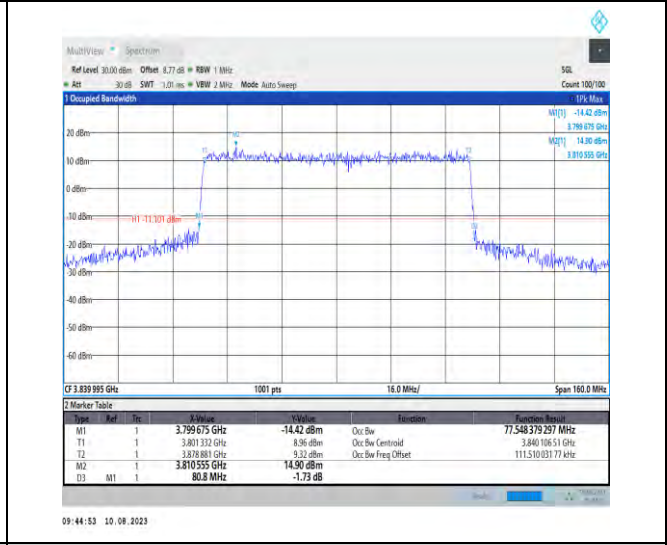 MultiView Spectrum
Ref Level 30.00 dBm Offset 8.77 dB RBW 1 MHz SGL
Att 30 dB SWT 1.01 ms VBW 2 MHz Mode Auto Sweep Count 100/100
1 Occupied Bandwidth 1Pk Max
M1[1] -14.42 dBm
3.799 675 GHz
M2[1] 14.90 dBm
3.810 555 GHz
20 dBm
M2
T1 T2
10 dBm
0 dBm
-10 dBm
H1 -11.101 dBm
M1
D3
-20 dBm
-30 dBm
-40 dBm
-50 dBm
-60 dBm
CF 3.839 995 GHz 1001 pts 16.0 MHz/ Span 160.0 MHz
2 Marker Table
Type Ref Trc X-Value Y-Value Function Function Result
M1 1 3.799 675 GHz -14.42 dBm Occ Bw 77.548 379 297 MHz
T1 1 3.801 332 GHz 8.96 dBm Occ Bw Centroid 3.840 106 51 GHz
T2 1 3.878 881 GHz 9.32 dBm Occ Bw Freq Offset 111.510 031 77 kHz
M2 1 3.810 555 GHz 14.90 dBm
D3 M1 1 80.8 MHz -1.73 dB
09:44:53 10.08.2023